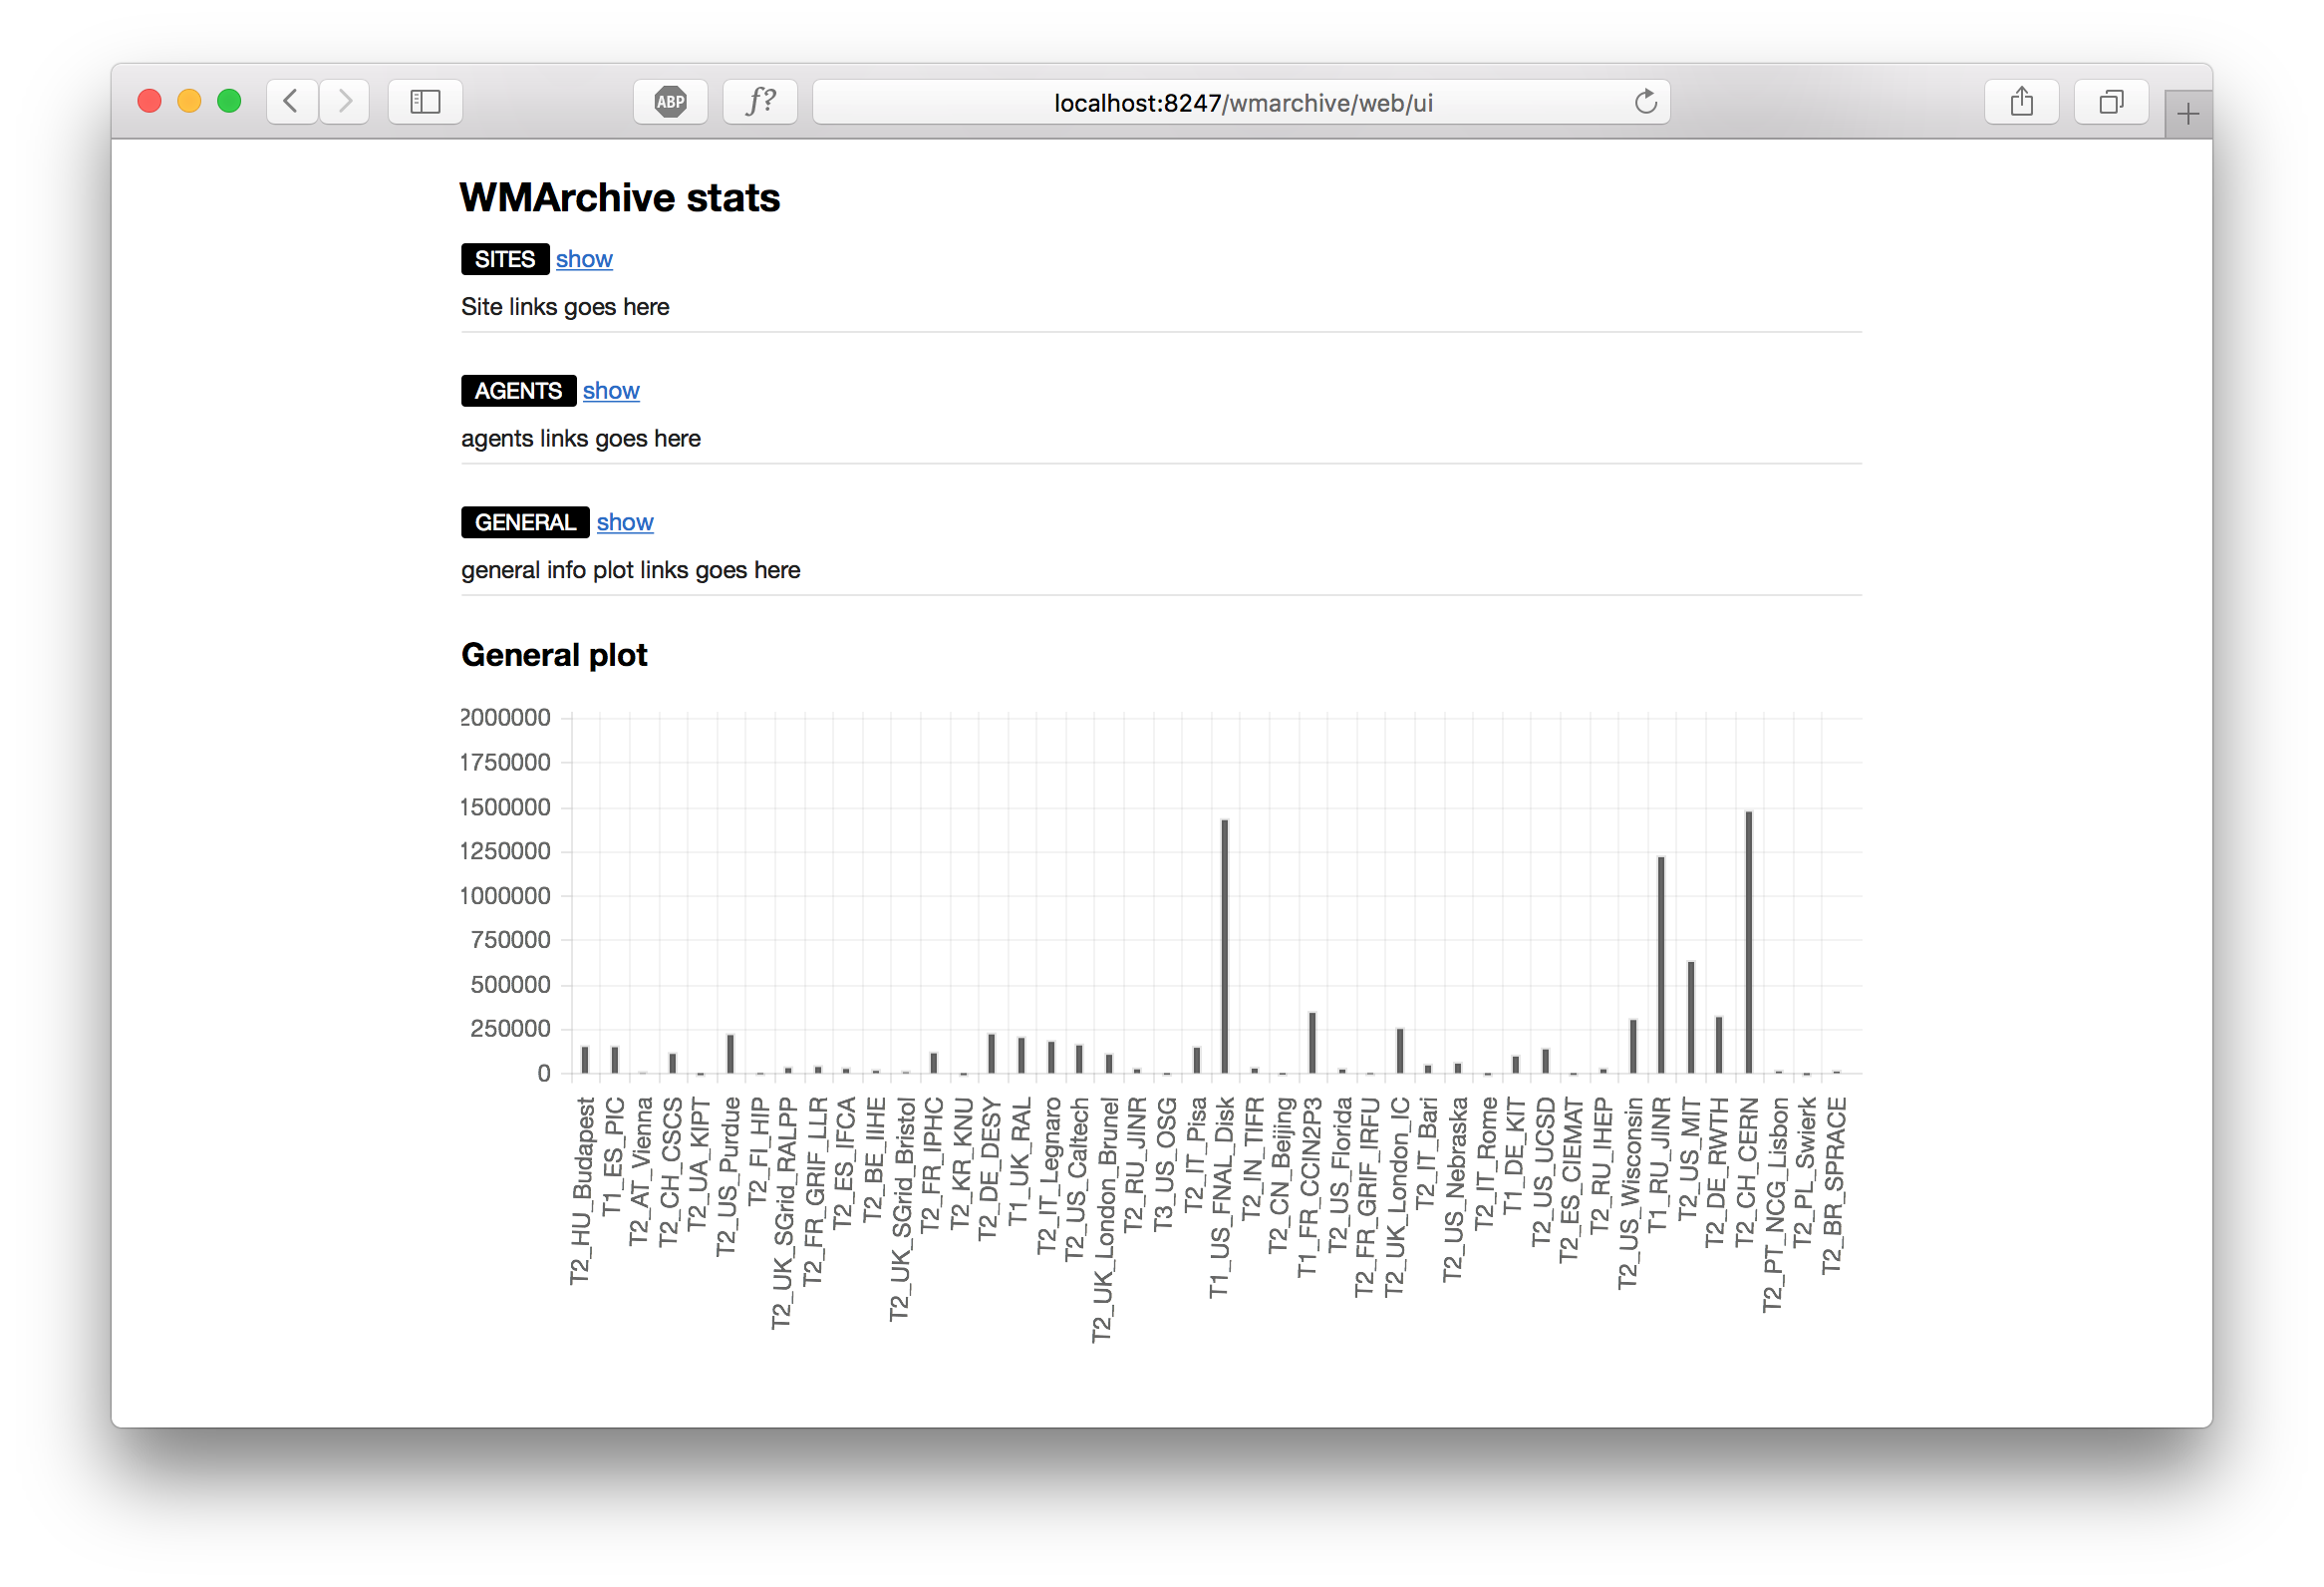 ABP
f?
localhost:8247/wmarchive/web/ui
WMArchive stats
SITES show
Site links goes here
AGENTS show
agents links goes here
GENERAL show
general info plot links goes here
General plot
2000000
1750000
1500000
1250000
1000000
750000
500000
250000
0
T2_HU_Budapest
T1_ES_PIC
T2_AT_Vienna
T2_CH_CSCS
T2_UA_KIPT
T2_US_Purdue
T2_FI_HIP
T2_UK_SGrid_RALPP
T2_FR_GRIF_LLR
T2_ES_IFCA
T2_BE_IIHE
T2_UK_SGrid_Bristol
T2_FR_IPHC
T2_KR_KNU
T2_DE_DESY
T1_UK_RAL
T2_IT_Legnaro
T2_US_Caltech
T2_UK_London_Brunel
T2_RU_JINR
T3_US_OSG
T2_IT_Pisa
T1_US_FNAL_Disk
T2_IN_TIFR
T2_CN_Beijing
T1_FR_CCIN2P3
T2_US_Florida
T2_FR_GRIF_IRFU
T2_UK_London_IC
T2_IT_Bari
T2_US_Nebraska
T2_IT_Rome
T1_DE_KIT
T2_US_UCSD
T2_ES_CIEMAT
T2_RU_IHEP
T2_US_Wisconsin
T1_RU_JINR
T2_US_MIT
T2_DE_RWTH
T2_CH_CERN
T2_PT_NCG_Lisbon
T2_PL_Swierk
T2_BR_SPRACE